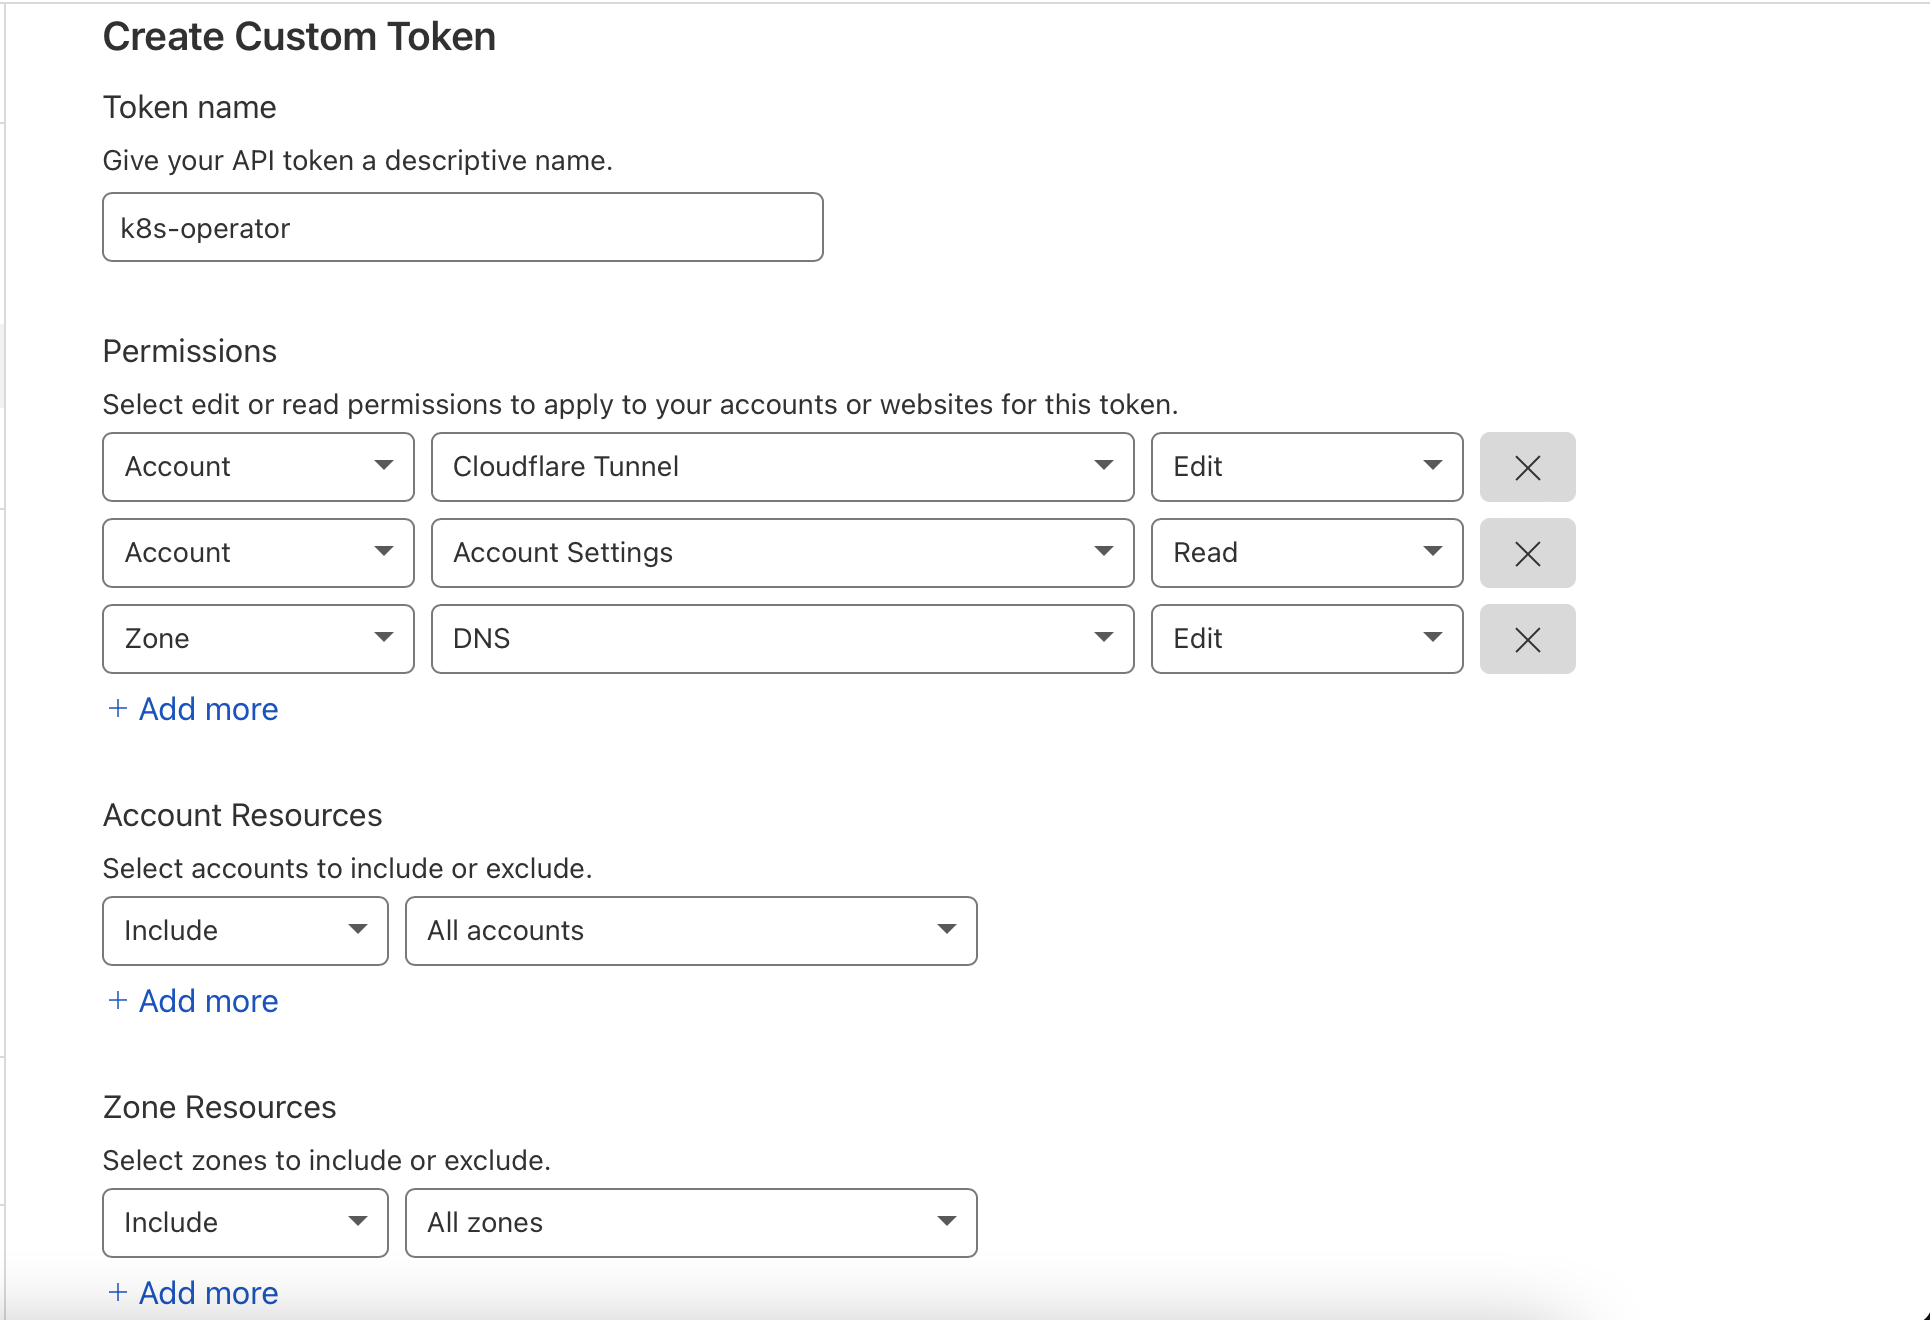 Create Custom Token
Token name
Give your API token a descriptive name.
k8s-operator
Permissions
Select edit or read permissions to apply to your accounts or websites for this token.
Account Cloudflare Tunnel Edit
Account Account Settings Read
Zone DNS Edit
+ Add more
Account Resources
Select accounts to include or exclude.
Include All accounts
+ Add more
Zone Resources
Select zones to include or exclude.
Include All zones
+ Add more